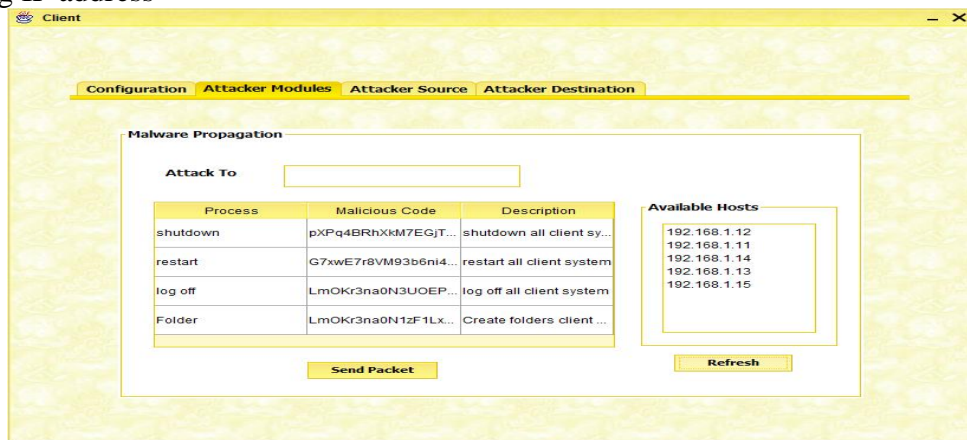 g IP address
Client
Configuration Attacker Modules Attacker Source Attacker Destination
Malware Propagation
Attack To
Process Malicious Code Description
shutdown pXPq4BRhXkM7EGjT... shutdown all client sy...
restart G7xwE7r8VM93b6ni4... restart all client system
log off LmOKr3na0N3UOEP... log off all client system
Folder LmOKr3na0N1zF1Lx... Create folders client ...
Available Hosts
192.168.1.12
192.168.1.11
192.168.1.14
192.168.1.13
192.168.1.15
Send Packet
Refresh